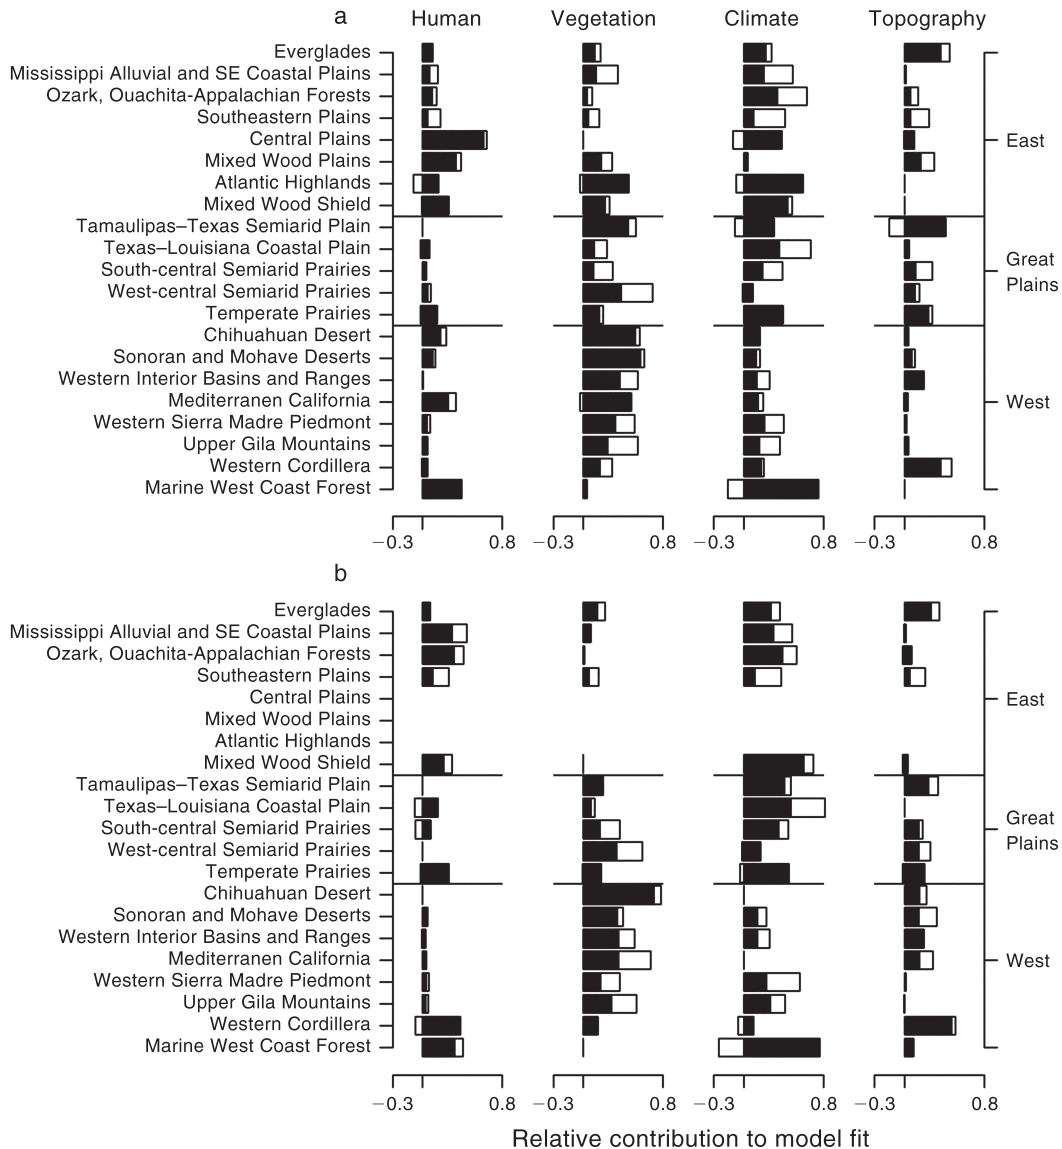 a Human Vegetation Climate Topography
Everglades
Mississippi Alluvial and SE Coastal Plains
Ozark, Ouachita-Appalachian Forests
Southeastern Plains
Central Plains East
Mixed Wood Plains
Atlantic Highlands
Mixed Wood Shield
Tamaulipas–Texas Semiarid Plain
Texas–Louisiana Coastal Plain Great
South-central Semiarid Prairies
West-central Semiarid Prairies Plains
Temperate Prairies
Chihuahuan Desert
Sonoran and Mohave Deserts
Western Interior Basins and Ranges
Mediterranen California West
Western Sierra Madre Piedmont
Upper Gila Mountains
Western Cordillera
Marine West Coast Forest
−0.3 0.8 −0.3 0.8 −0.3 0.8 −0.3 0.8
b
Everglades
Mississippi Alluvial and SE Coastal Plains
Ozark, Ouachita-Appalachian Forests
Southeastern Plains
Central Plains East
Mixed Wood Plains
Atlantic Highlands
Mixed Wood Shield
Tamaulipas–Texas Semiarid Plain
Texas–Louisiana Coastal Plain Great
South-central Semiarid Prairies
West-central Semiarid Prairies Plains
Temperate Prairies
Chihuahuan Desert
Sonoran and Mohave Deserts
Western Interior Basins and Ranges
Mediterranen California West
Western Sierra Madre Piedmont
Upper Gila Mountains
Western Cordillera
Marine West Coast Forest
−0.3 0.8 −0.3 0.8 −0.3 0.8 −0.3 0.8
Relative contribution to model fit